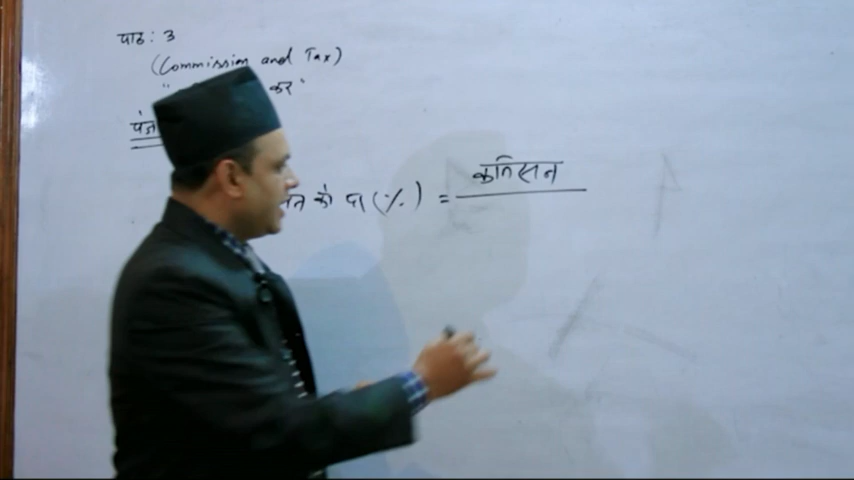 पाठ: 3
(Commission and Tax)
" कर"
को दर (%) = कमिसन